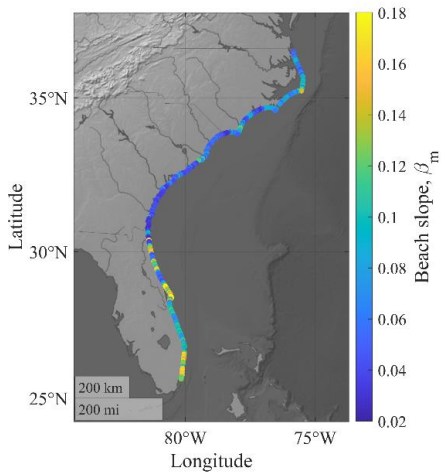 35°N
30°N
25°N
Latitude
200 km
200 mi
80°W
75°W
Longitude
0.18
0.16
0.14
0.12
0.1
0.08
0.06
0.04
0.02
Beach slope, βm